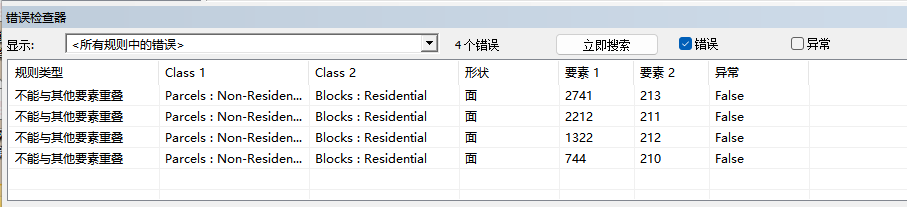 错误检查器
显示: <所有规则中的错误> 4 个错误 立即搜索 错误 异常
规则类型 Class 1 Class 2 形状 要素 1 要素 2 异常
不能与其他要素重叠 Parcels : Non-Residen... Blocks : Residential 面 2741 213 False
不能与其他要素重叠 Parcels : Non-Residen... Blocks : Residential 面 2212 211 False
不能与其他要素重叠 Parcels : Non-Residen... Blocks : Residential 面 1322 212 False
不能与其他要素重叠 Parcels : Non-Residen... Blocks : Residential 面 744 210 False